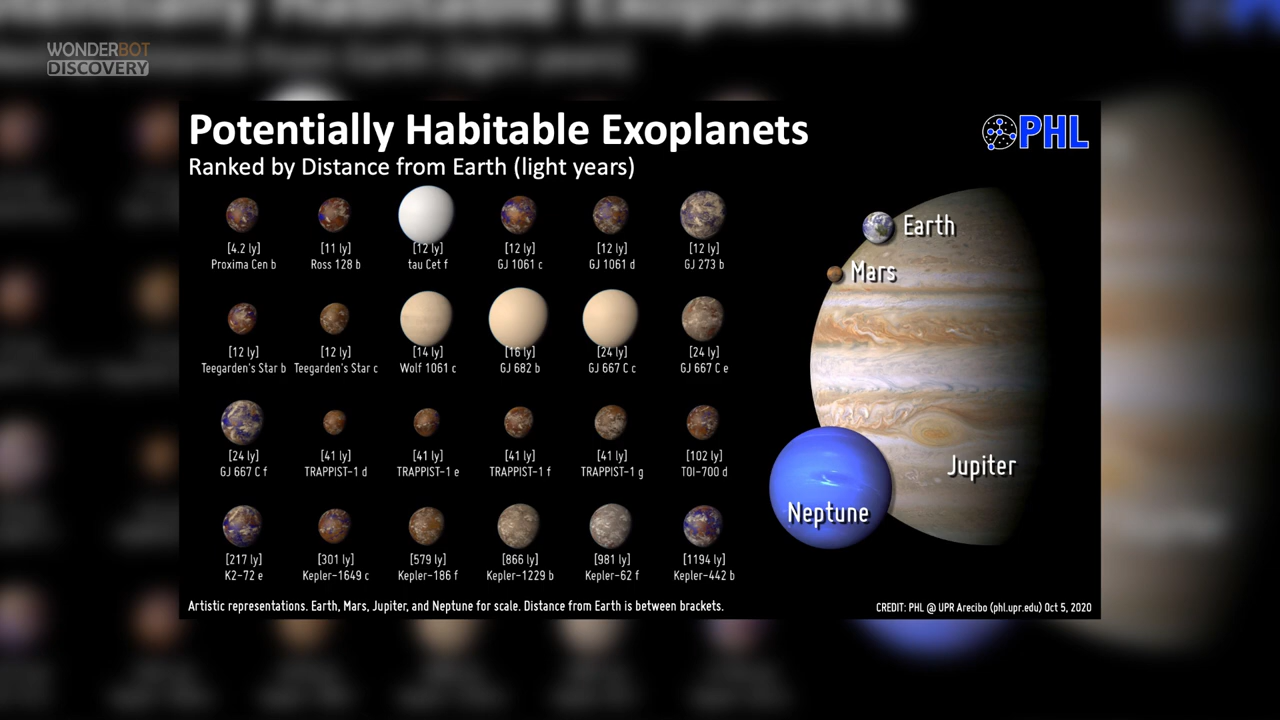 WONDERBOT
DISCOVERY
Potentially Habitable Exoplanets
PHL
Ranked by Distance from Earth (light years)
[4.2 ly] [11 ly] [12 ly] [12 ly] [12 ly] [12 ly]
Proxima Cen b Ross 128 b tau Cet f GJ 1061 c GJ 1061 d GJ 273 b
[12 ly] [12 ly] [14 ly] [16 ly] [24 ly] [24 ly]
Teegarden's Star b Teegarden's Star c Wolf 1061 c GJ 682 b GJ 667 C c GJ 667 C e
[24 ly] [41 ly] [41 ly] [41 ly] [41 ly] [102 ly]
GJ 667 C f TRAPPIST-1 d TRAPPIST-1 e TRAPPIST-1 f TRAPPIST-1 g TOI-700 d
[217 ly] [301 ly] [579 ly] [866 ly] [981 ly] [1194 ly]
K2-72 e Kepler-1649 c Kepler-186 f Kepler-1229 b Kepler-62 f Kepler-442 b
Earth
Mars
Jupiter
Neptune
Artistic representations. Earth, Mars, Jupiter, and Neptune for scale. Distance from Earth is between brackets.
CREDIT: PHL @ UPR Arecibo (phl.upr.edu) Oct 5, 2020